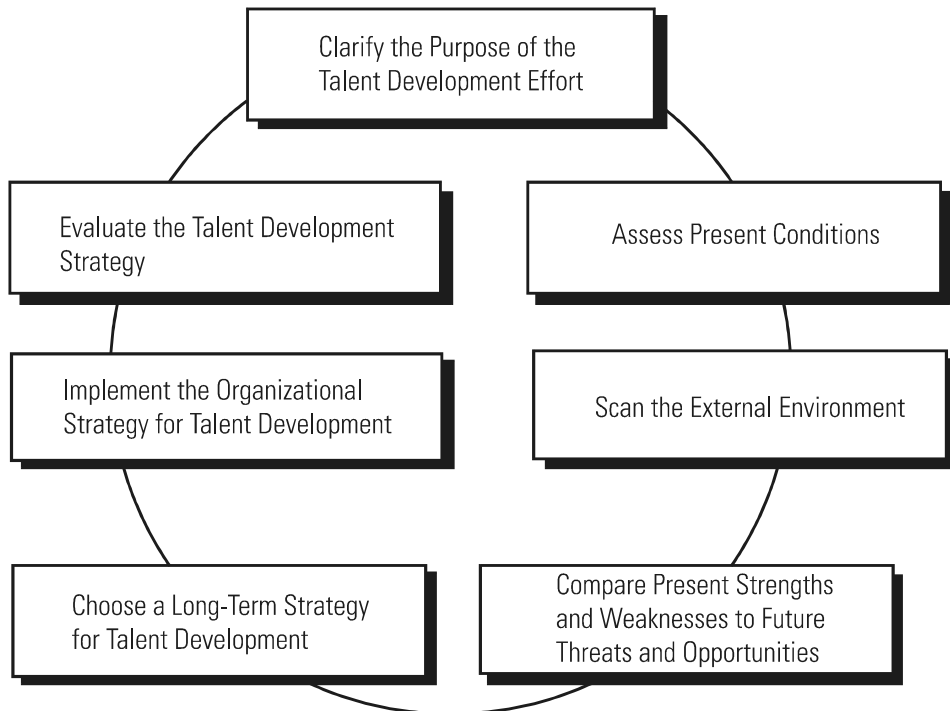 Clarify the Purpose of the
Talent Development Effort
Assess Present Conditions
Scan the External Environment
Compare Present Strengths
and Weaknesses to Future
Threats and Opportunities
Choose a Long-Term Strategy
for Talent Development
Implement the Organizational
Strategy for Talent Development
Evaluate the Talent Development
Strategy